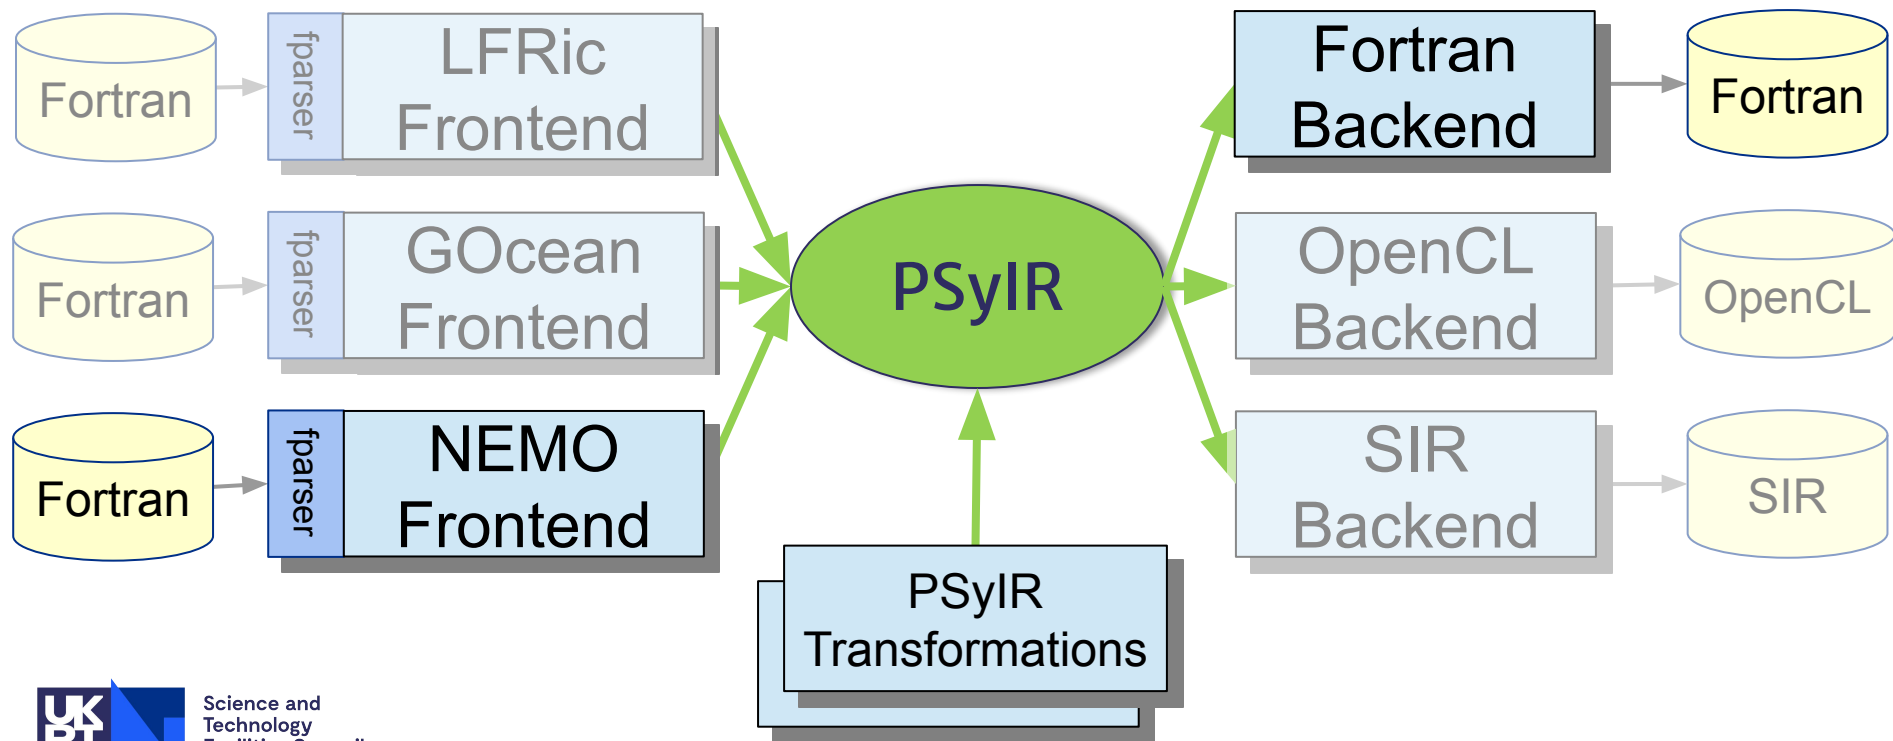 Fortran
fparser
LFRic
Frontend
Fortran
fparser
GOcean
Frontend
Fortran
fparser
NEMO
Frontend
PSyIR
PSyIR
Transformations
Fortran
Backend
Fortran
OpenCL
Backend
OpenCL
SIR
Backend
SIR
UK
Science and
Technology